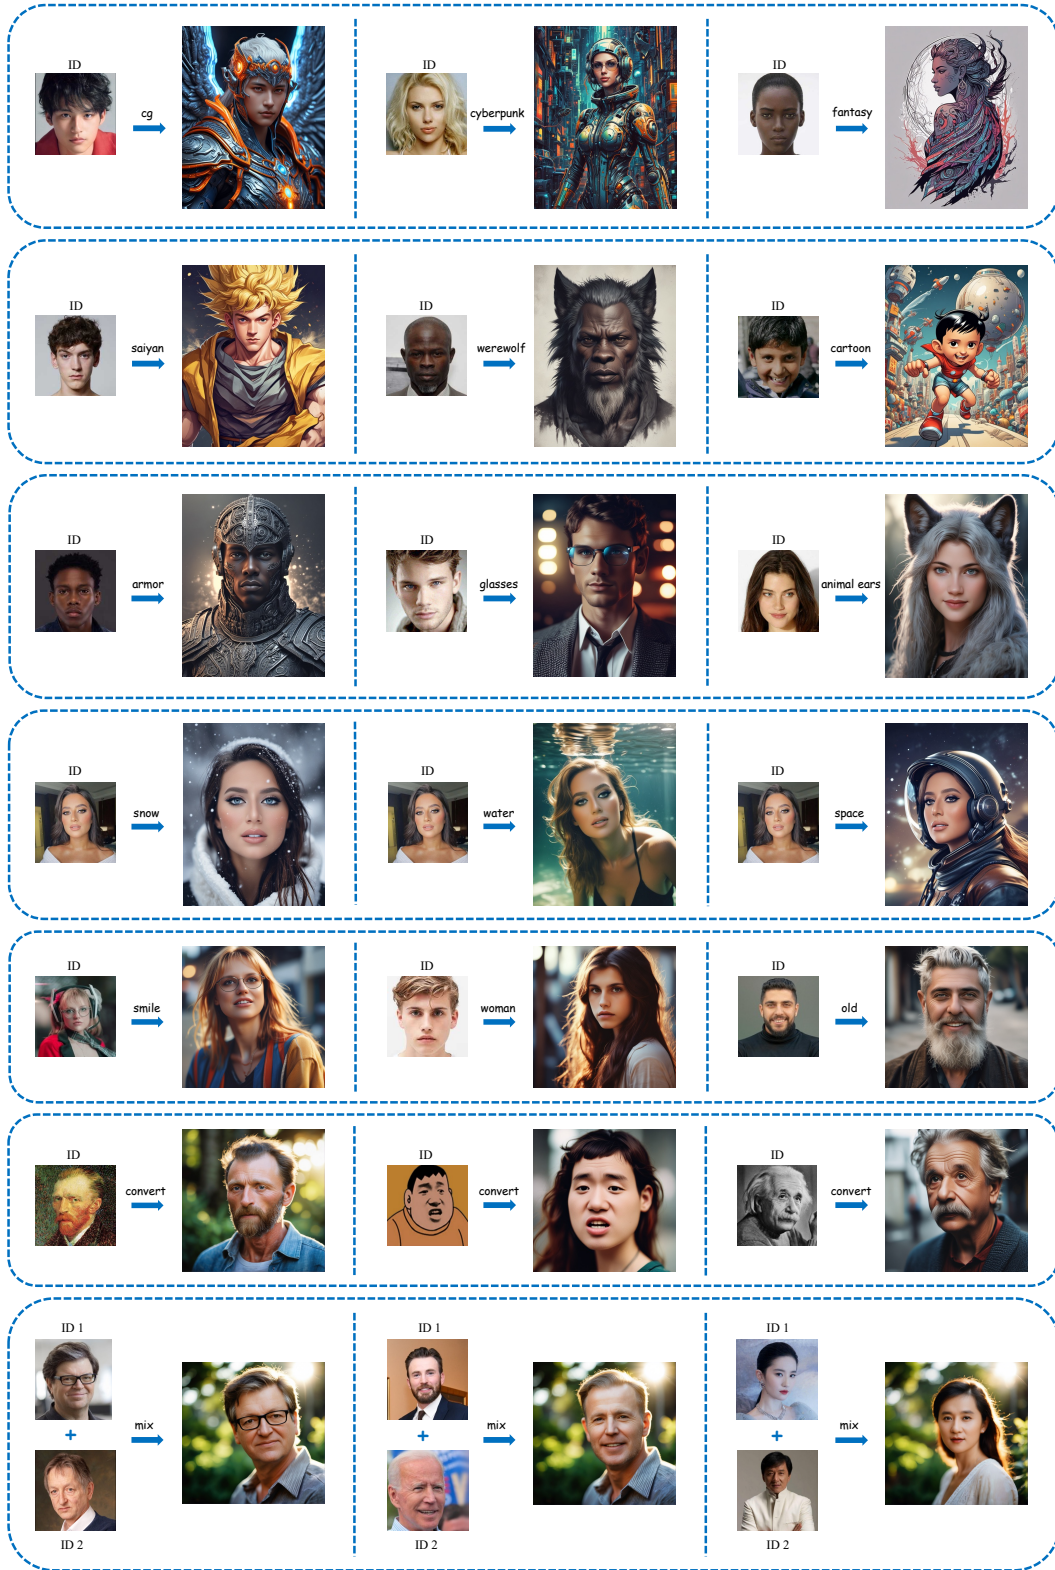 ID
cg
ID
cyberpunk
ID
fantasy
ID
saiyan
ID
werewolf
ID
cartoon
ID
armor
ID
glasses
ID
animal ears
ID
snow
ID
water
ID
space
ID
smile
ID
woman
ID
old
ID
convert
ID
convert
ID
convert
ID 1
+
mix
ID 2
ID 1
+
mix
ID 2
ID 1
+
mix
ID 2